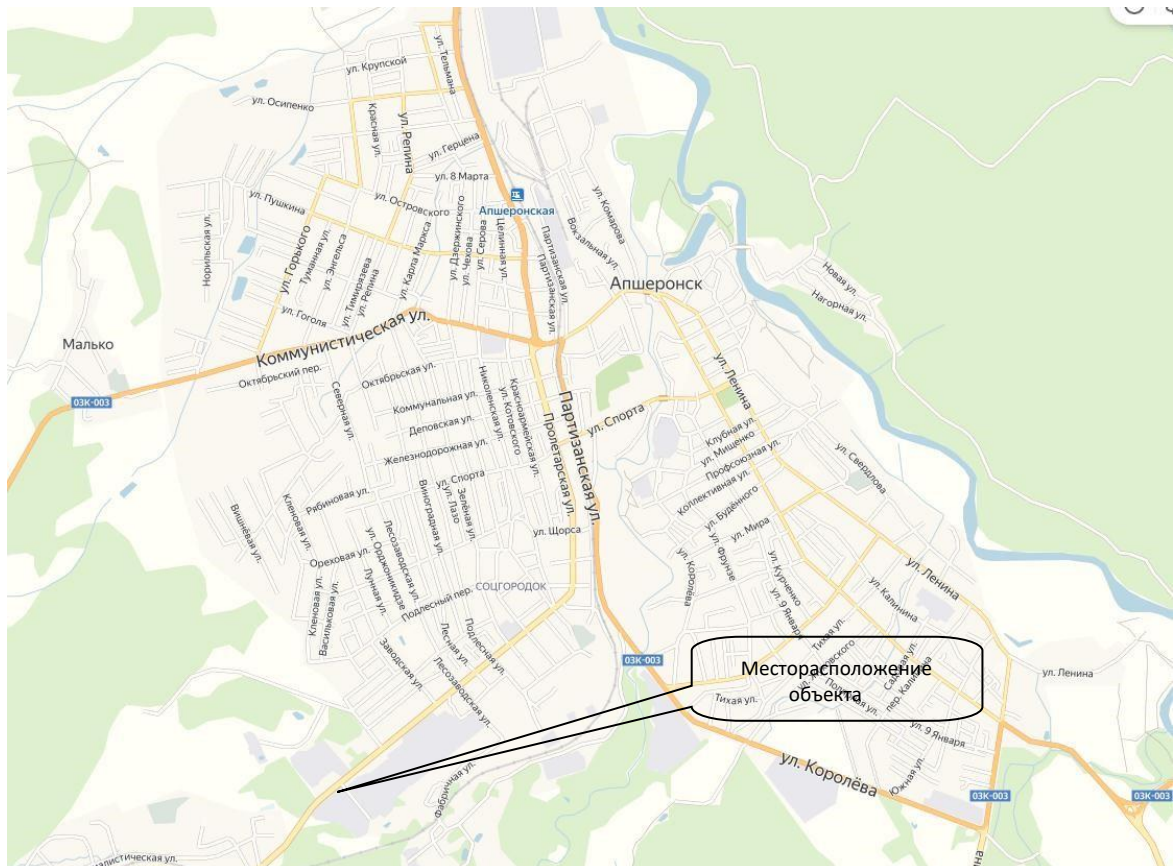 ул. Крупской
ул. Тельмана
ул. Осипенко
Красная ул.
ул. Репина
ул. Герцена
ул. 8 Марта
ул. Пушкина
ул. Островского
Апшеронская
ул. Комарова
Вокзальная ул.
Норильская ул.
ул. Горького
Туманная ул.
ул. Энгельса
ул. Тимирязева
ул. Репина
ул. Карла Маркса
ул. Дзержинского
ул. Чехова
ул. Серова
Целинная ул.
Партизанская ул.
Партизанская ул.
Апшеронск
Новая ул.
Нагорная ул.
ул. Гоголя
Коммунистическая ул.
Малько
Октябрьский пер.
03К-003
Северная ул.
Октябрьская ул.
Коммунальная ул.
Деповская ул.
Железнодорожная ул.
Николенская ул.
Красноармейская ул.
ул. Котовского
Партизанская ул.
Пролетарская ул.
ул. Спорта
ул. Ленина
Клубная ул.
ул. Мищенко
Профсоюзная ул.
Коллективная ул.
ул. Свердлова
ул. Будённого
ул. Мира
ул. Спорта
Рябиновая ул.
Кленовая ул.
Вишнёвая ул.
Виноградная ул.
Зелёная ул.
ул. Лазо
ул. Щорса
ул. Королёва
ул. Фрунзе
ул. Курченко
ул. 9 Января
ул. Ленина
ул. Калинина
Ореховая ул.
Лесозаводская ул.
ул. Орджоникидзе
Лунная ул.
Кленовая ул.
Васильковая ул.
Подлесный пер.
СОЦГОРОДОК
Заводская ул.
Лесная ул.
Подлесная ул.
Лесозаводская ул.
03К-003
Тихая ул.
Садовая ул.
пер. Калинина
Месторасположение
объекта
ул. Ленина
Тихая ул.
ул. 9 Января
Южная ул.
ул. Королёва
Фабричная ул.
03К-003
03К-003